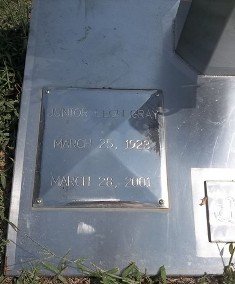 JUNIOR GRAY
MARCH 25, 1923
MARCH 28, 2001